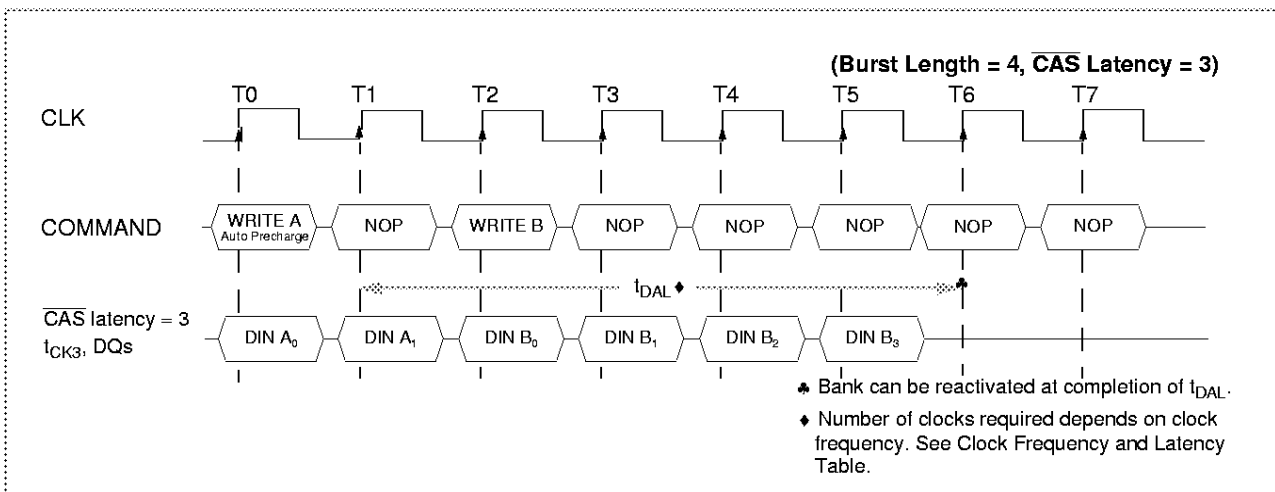 (Burst Length = 4, CAS Latency = 3)
T0 T1 T2 T3 T4 T5 T6 T7
CLK
COMMAND
WRITE A NOP WRITE B NOP NOP NOP NOP NOP
Auto Precharge
tDAL ♦
♣
CAS latency = 3
tCK3, DQs
DIN A0 DIN A1 DIN B0 DIN B1 DIN B2 DIN B3
♣ Bank can be reactivated at completion of tDAL.
♦ Number of clocks required depends on clock
frequency. See Clock Frequency and Latency
Table.